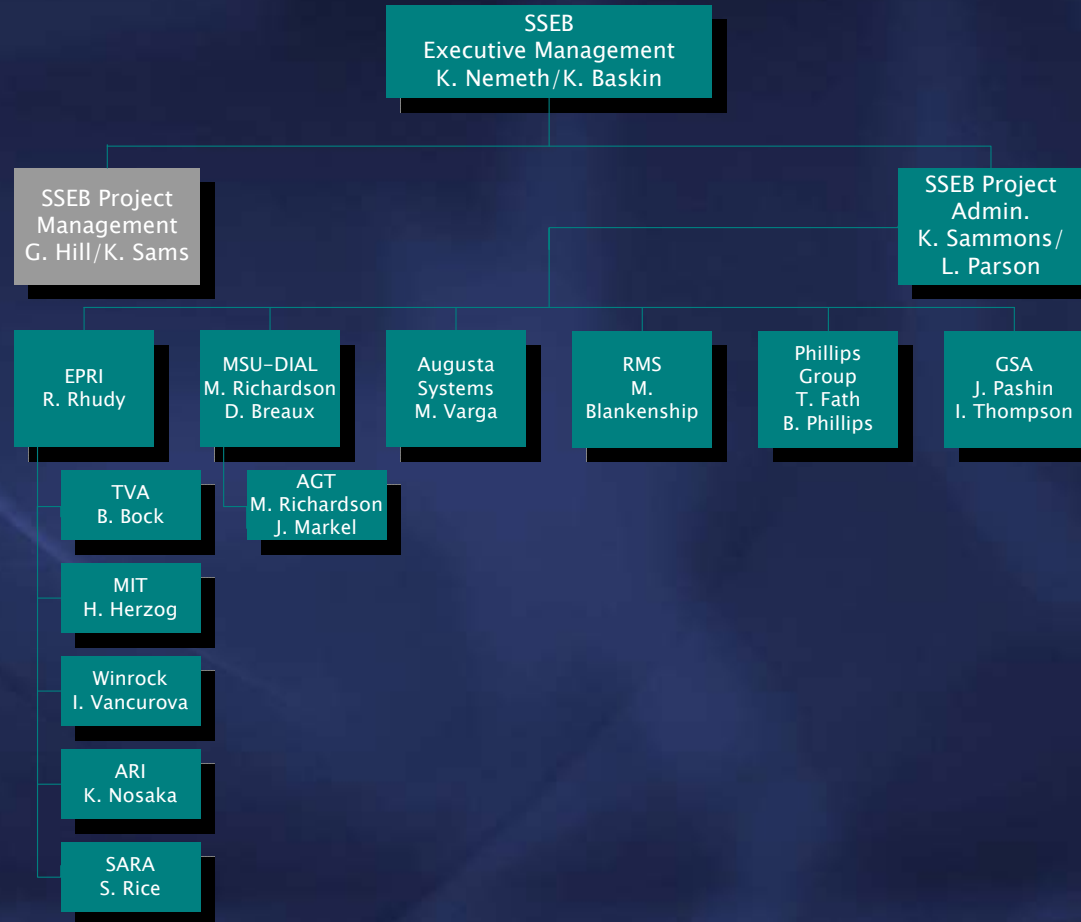 SSEB
Executive Management
K. Nemeth/K. Baskin
SSEB Project
Management
G. Hill/K. Sams
SSEB Project
Admin.
K. Sammons/
L. Parson
EPRI
R. Rhudy
MSU-DIAL
M. Richardson
D. Breaux
Augusta
Systems
M. Varga
RMS
M.
Blankenship
Phillips
Group
T. Fath
B. Phillips
GSA
J. Pashin
I. Thompson
TVA
B. Bock
AGT
M. Richardson
J. Markel
MIT
H. Herzog
Winrock
I. Vancurova
ARI
K. Nosaka
SARA
S. Rice